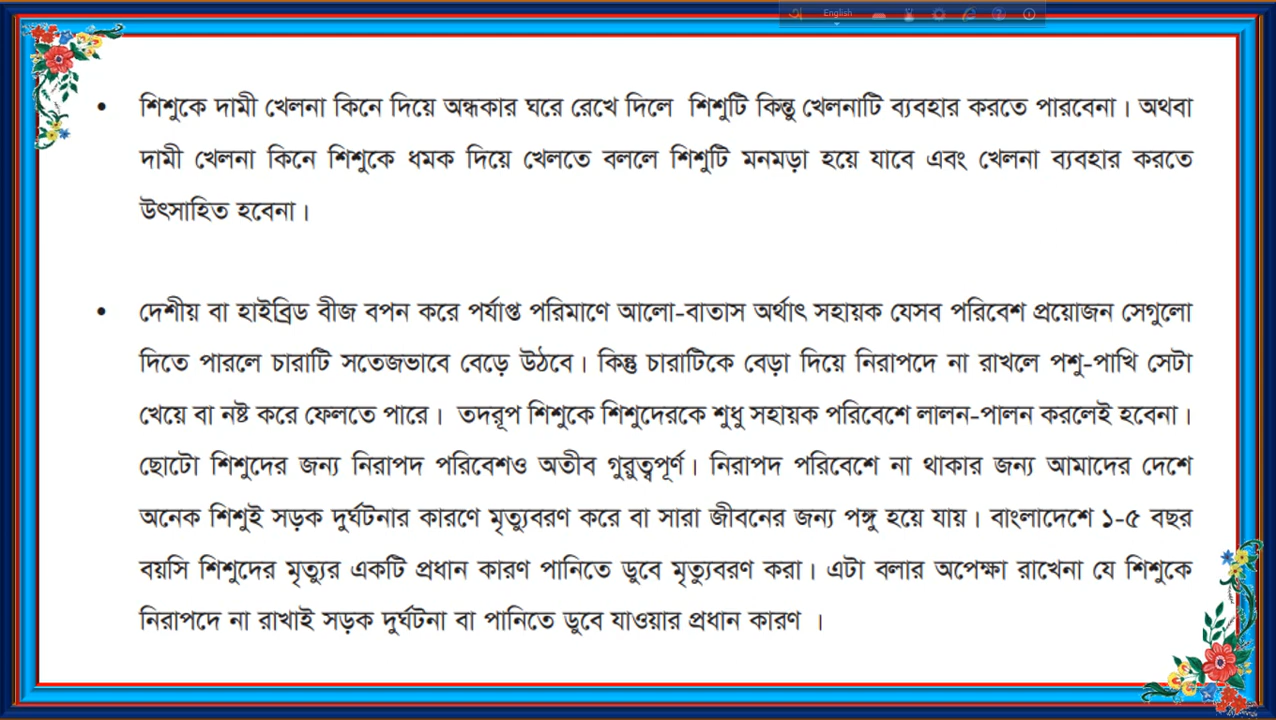 অ English
• শিশুকে দামী খেলনা কিনে দিয়ে অন্ধকার ঘরে রেখে দিলে শিশুটি কিন্তু খেলনাটি ব্যবহার করতে পারবেনা। অথবা
দামী খেলনা কিনে শিশুকে ধমক দিয়ে খেলতে বললে শিশুটি মনমড়া হয়ে যাবে এবং খেলনা ব্যবহার করতে
উৎসাহিত হবেনা।
• দেশীয় বা হাইব্রিড বীজ বপন করে পর্যাপ্ত পরিমাণে আলো-বাতাস অর্থাৎ সহায়ক যেসব পরিবেশ প্রয়োজন সেগুলো
দিতে পারলে চারাটি সতেজভাবে বেড়ে উঠবে। কিন্তু চারাটিকে বেড়া দিয়ে নিরাপদে না রাখলে পশু-পাখি সেটা
খেয়ে বা নষ্ট করে ফেলতে পারে। তদরূপ শিশুকে শিশুদেরকে শুধু সহায়ক পরিবেশে লালন-পালন করলেই হবেনা।
ছোটো শিশুদের জন্য নিরাপদ পরিবেশও অতীব গুরুত্বপূর্ণ। নিরাপদ পরিবেশে না থাকার জন্য আমাদের দেশে
অনেক শিশুই সড়ক দুর্ঘটনার কারণে মৃত্যুবরণ করে বা সারা জীবনের জন্য পঙ্গু হয়ে যায়। বাংলাদেশে ১-৫ বছর
বয়সি শিশুদের মৃত্যুর একটি প্রধান কারণ পানিতে ডুবে মৃত্যুবরণ করা। এটা বলার অপেক্ষা রাখেনা যে শিশুকে
নিরাপদে না রাখাই সড়ক দুর্ঘটনা বা পানিতে ডুবে যাওয়ার প্রধান কারণ ।